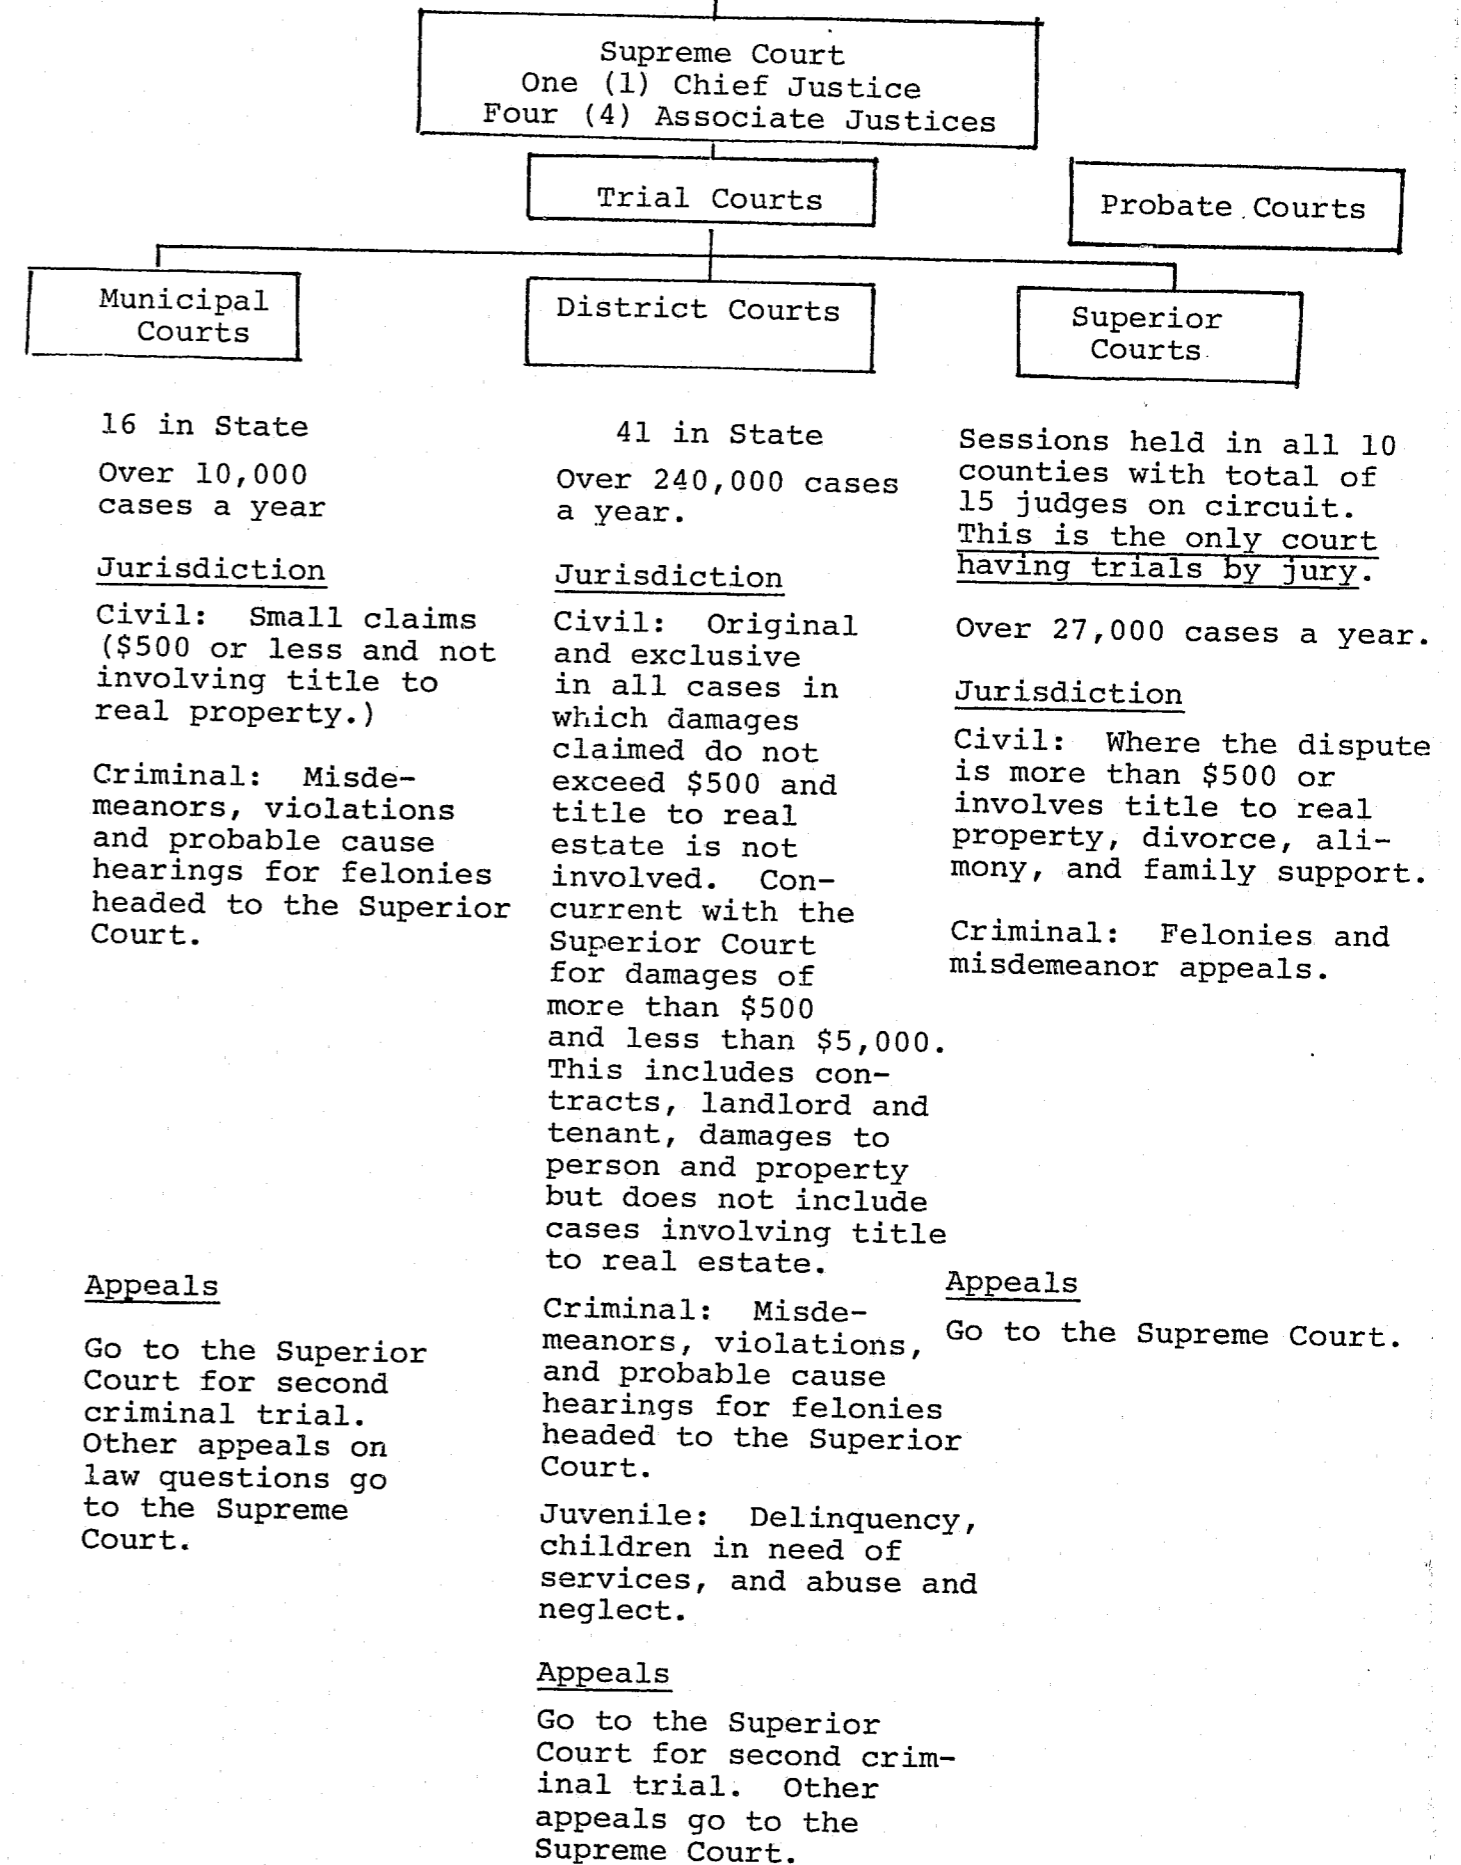 Supreme Court
One (1) Chief Justice
Four (4) Associate Justices
Trial Courts
Probate Courts
Municipal
Courts
16 in State
Over 10,000
cases a year
Jurisdiction
Civil: Small claims
($500 or less and not
involving title to
real property.)
Criminal: Misde-
meanors, violations
and probable cause
hearings for felonies
headed to the Superior
Court.
Appeals
Go to the Superior
Court for second
criminal trial.
Other appeals on
law questions go
to the Supreme
Court.
District Courts
41 in State
Over 240,000 cases
a year.
Jurisdiction
Civil: Original
and exclusive
in all cases in
which damages
claimed do not
exceed $500 and
title to real
estate is not
involved. Con-
current with the
Superior Court
for damages of
more than $500
and less than $5,000.
This includes con-
tracts, landlord and
tenant, damages to
person and property
but does not include
cases involving title
to real estate.
Criminal: Misde-
meanors, violations,
and probable cause
hearings for felonies
headed to the Superior
Court.
Juvenile: Delinquency,
children in need of
services, and abuse and
neglect.
Appeals
Go to the Superior
Court for second crim-
inal trial. Other
appeals go to the
Supreme Court.
Superior
Courts
Sessions held in all 10
counties with total of
15 judges on circuit.
This is the only court
having trials by jury.
Over 27,000 cases a year.
Jurisdiction
Civil: Where the dispute
is more than $500 or
involves title to real
property, divorce, ali-
mony, and family support.
Criminal: Felonies and
misdemeanor appeals.
Appeals
Go to the Supreme Court.